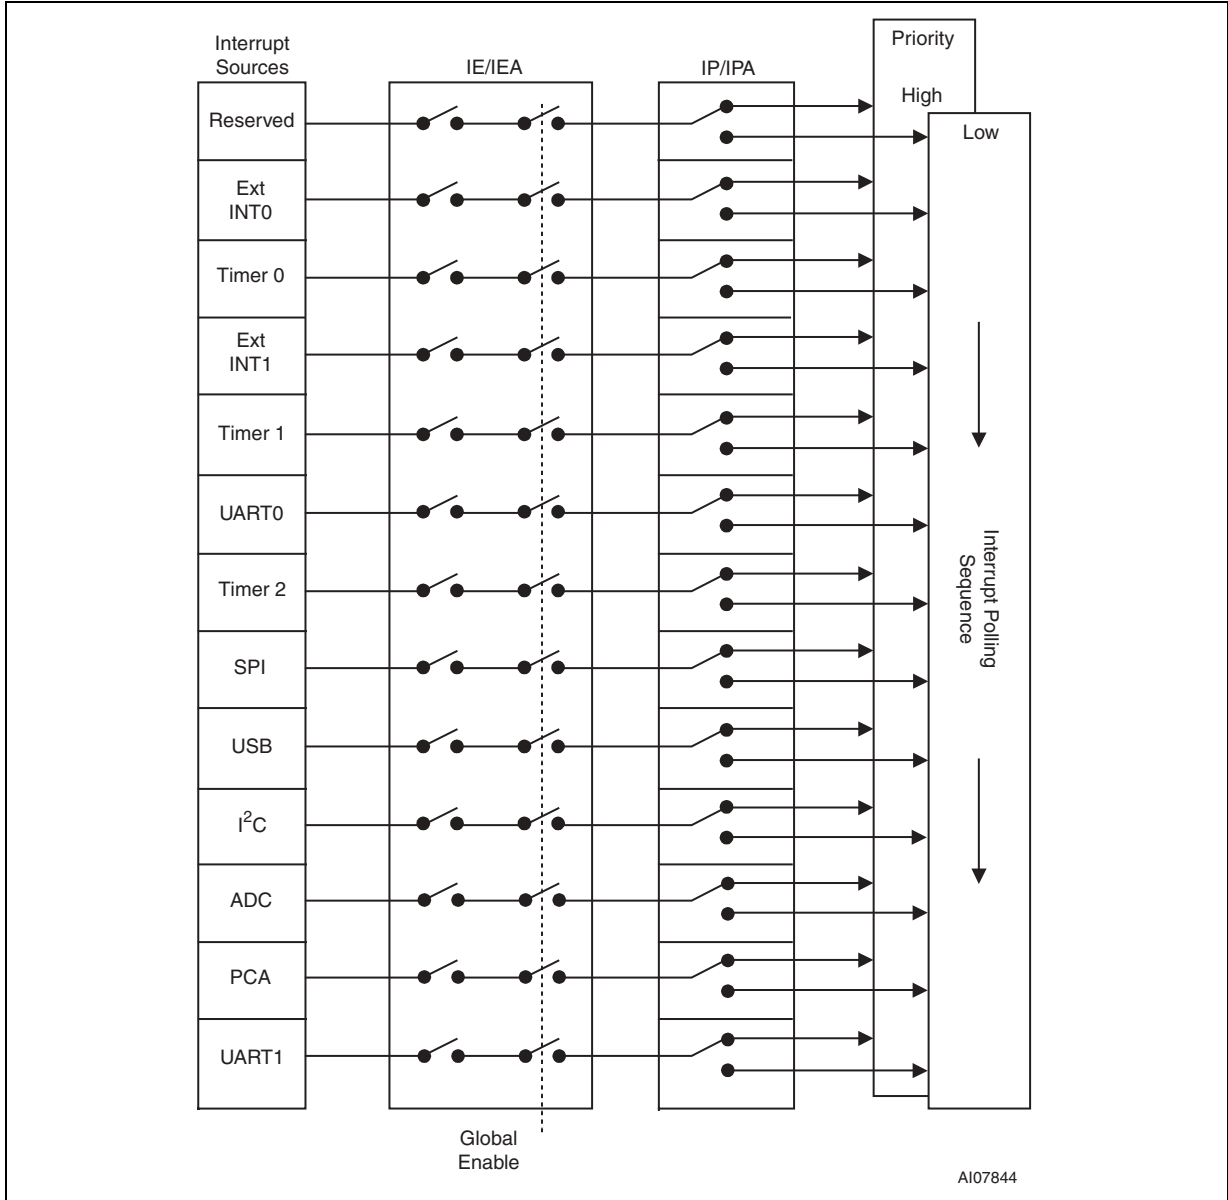 Interrupt
Sources
IE/IEA
IP/IPA
Priority
High
Low
Reserved
Ext
INT0
Timer 0
Ext
INT1
Timer 1
UART0
Timer 2
SPI
USB
I²C
ADC
PCA
UART1
Interrupt Polling
Sequence
Global
Enable
AI07844